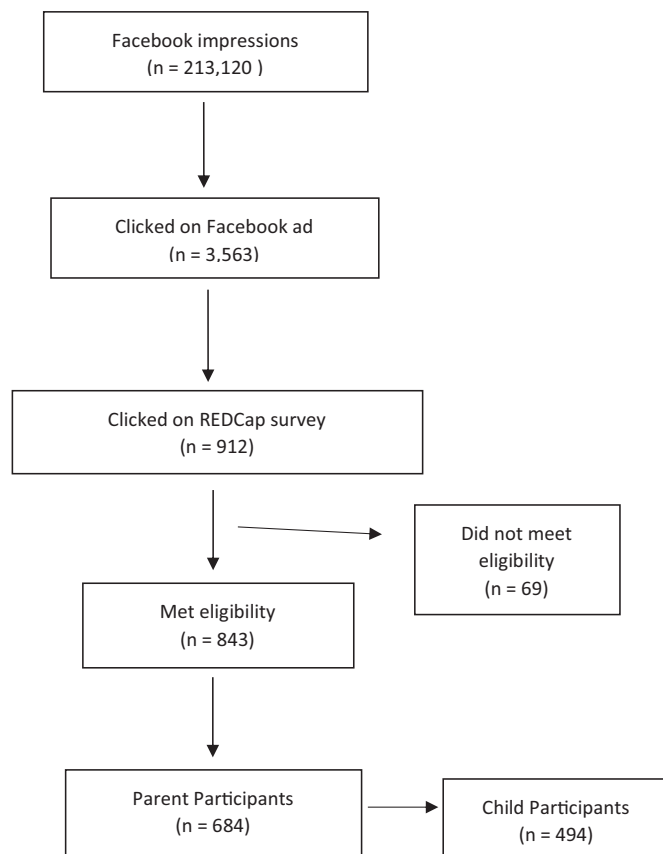 Facebook impressions
(n = 213,120 )
Clicked on Facebook ad
(n = 3,563)
Clicked on REDCap survey
(n = 912)
Did not meet
eligibility
(n = 69)
Met eligibility
(n = 843)
Parent Participants
(n = 684)
Child Participants
(n = 494)